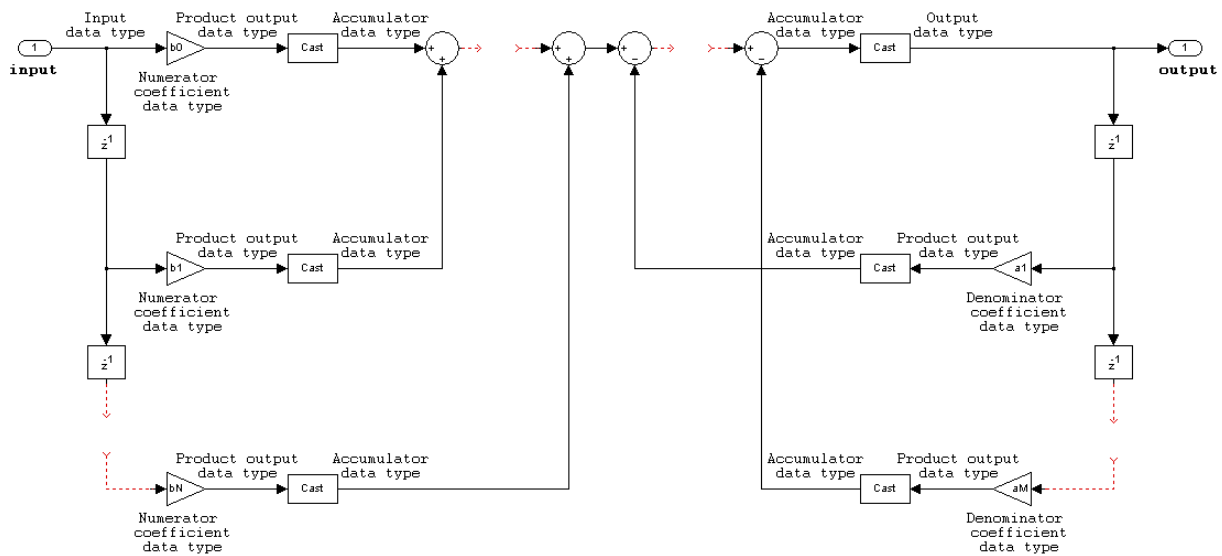 Input
data type
Product output
data type
Accumulator
data type
Accumulator
data type
Output
data type
1
b0
Cast
+
+
+
+
+
−
+
−
Cast
1
input
output
Numerator
coefficient
data type
z-1
z-1
Product output
data type
Accumulator
data type
Accumulator
data type
Product output
data type
b1
Cast
Cast
a1
Numerator
coefficient
data type
Denominator
coefficient
data type
z-1
z-1
Product output
data type
Accumulator
data type
Accumulator
data type
Product output
data type
bN
Cast
Cast
aM
Numerator
coefficient
data type
Denominator
coefficient
data type